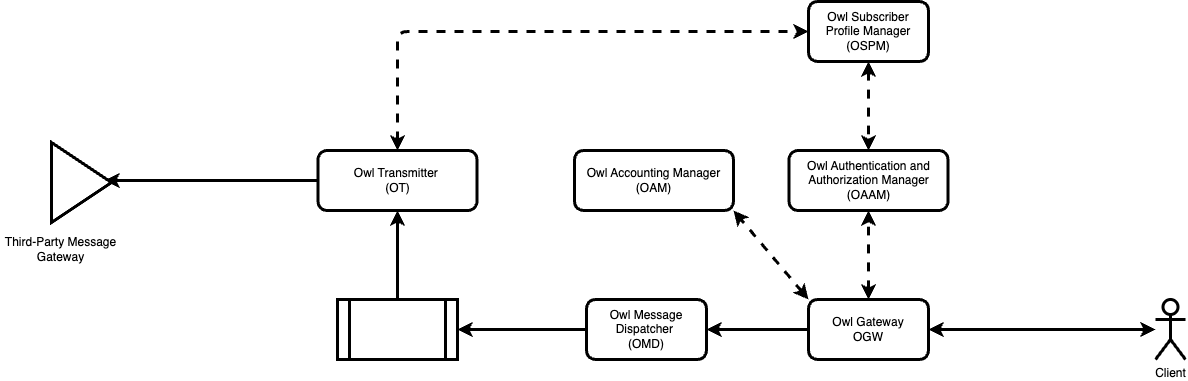 Owl Subscriber
Profile Manager
(OSPM)
Owl Transmitter
(OT)
Owl Accounting Manager
(OAM)
Owl Authentication and
Authorization Manager
(OAAM)
Third-Party Message
Gateway
Owl Message
Dispatcher
(OMD)
Owl Gateway
OGW
Client